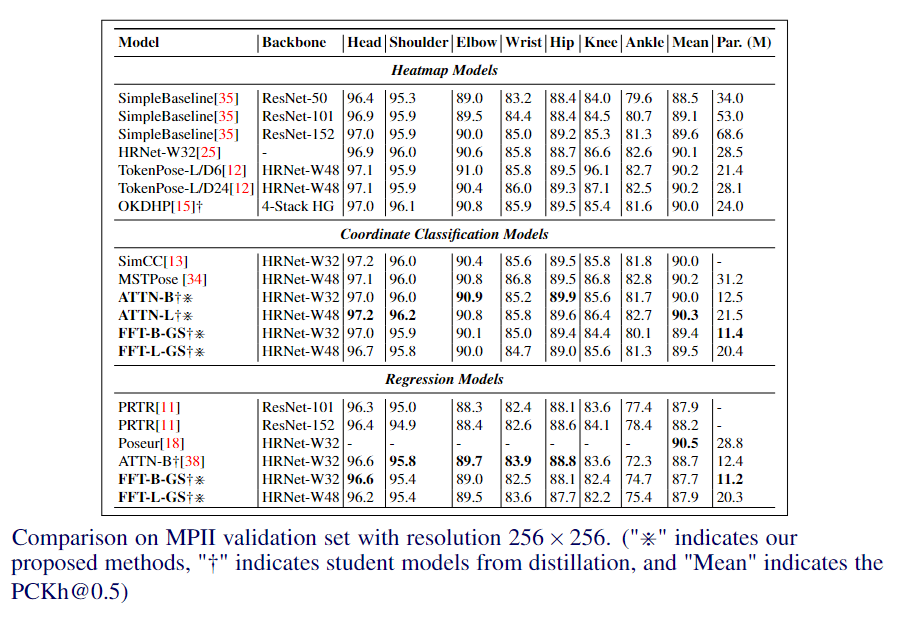 Model Backbone Head Shoulder Elbow Wrist Hip Knee Ankle Mean Par. (M)
Heatmap Models
SimpleBaseline[35] ResNet-50 96.4 95.3 89.0 83.2 88.4 84.0 79.6 88.5 34.0
SimpleBaseline[35] ResNet-101 96.9 95.9 89.5 84.4 88.4 84.5 80.7 89.1 53.0
SimpleBaseline[35] ResNet-152 97.0 95.9 90.0 85.0 89.2 85.3 81.3 89.6 68.6
HRNet-W32[25] - 96.9 96.0 90.6 85.8 88.7 86.6 82.6 90.1 28.5
TokenPose-L/D6[12] HRNet-W48 97.1 95.9 91.0 85.8 89.5 96.1 82.7 90.2 21.4
TokenPose-L/D24[12] HRNet-W48 97.1 95.9 90.4 86.0 89.3 87.1 82.5 90.2 28.1
OKDHP[15]† 4-Stack HG 97.0 96.1 90.8 85.9 89.5 85.4 81.6 90.0 24.0
Coordinate Classification Models
SimCC[13] HRNet-W32 97.2 96.0 90.4 85.6 89.5 85.8 81.8 90.0 -
MSTPose [34] HRNet-W48 97.1 96.0 90.8 86.8 89.5 86.8 82.8 90.2 31.2
ATTN-B†※ HRNet-W32 97.0 96.0 90.9 85.2 89.9 85.6 81.7 90.0 12.5
ATTN-L†※ HRNet-W48 97.2 96.2 90.8 85.8 89.6 86.4 82.7 90.3 21.5
FFT-B-GS†※ HRNet-W32 97.0 95.9 90.1 85.0 89.4 84.4 80.1 89.4 11.4
FFT-L-GS†※ HRNet-W48 96.7 95.8 90.0 84.7 89.0 85.6 81.3 89.5 20.4
Regression Models
PRTR[11] ResNet-101 96.3 95.0 88.3 82.4 88.1 83.6 77.4 87.9 -
PRTR[11] ResNet-152 96.4 94.9 88.4 82.6 88.6 84.1 78.4 88.2 -
Poseur[18] HRNet-W32 - - - - - - - 90.5 28.8
ATTN-B†[38] HRNet-W32 96.6 95.8 89.7 83.9 88.8 83.6 72.3 88.7 12.4
FFT-B-GS†※ HRNet-W32 96.6 95.4 89.0 82.5 88.1 82.4 74.7 87.7 11.2
FFT-L-GS†※ HRNet-W48 96.2 95.4 89.5 83.6 87.7 82.2 75.4 87.9 20.3
Comparison on MPII validation set with resolution 256 × 256. ("※" indicates our
proposed methods, "†" indicates student models from distillation, and "Mean" indicates the
PCKh@0.5)